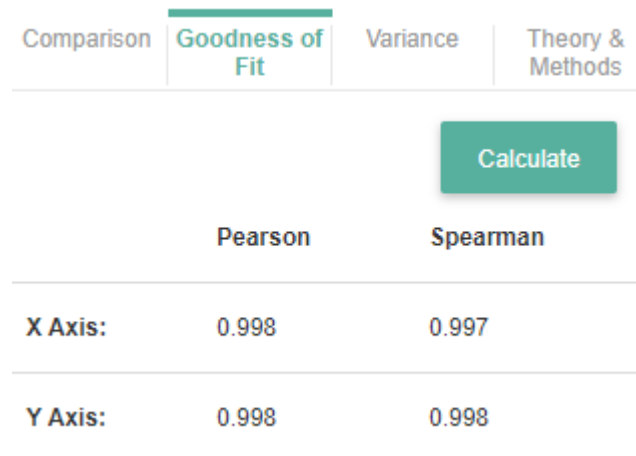 Comparison Goodness of Fit Variance Theory & Methods
Calculate
Pearson Spearman
X Axis: 0.998 0.997
Y Axis: 0.998 0.998